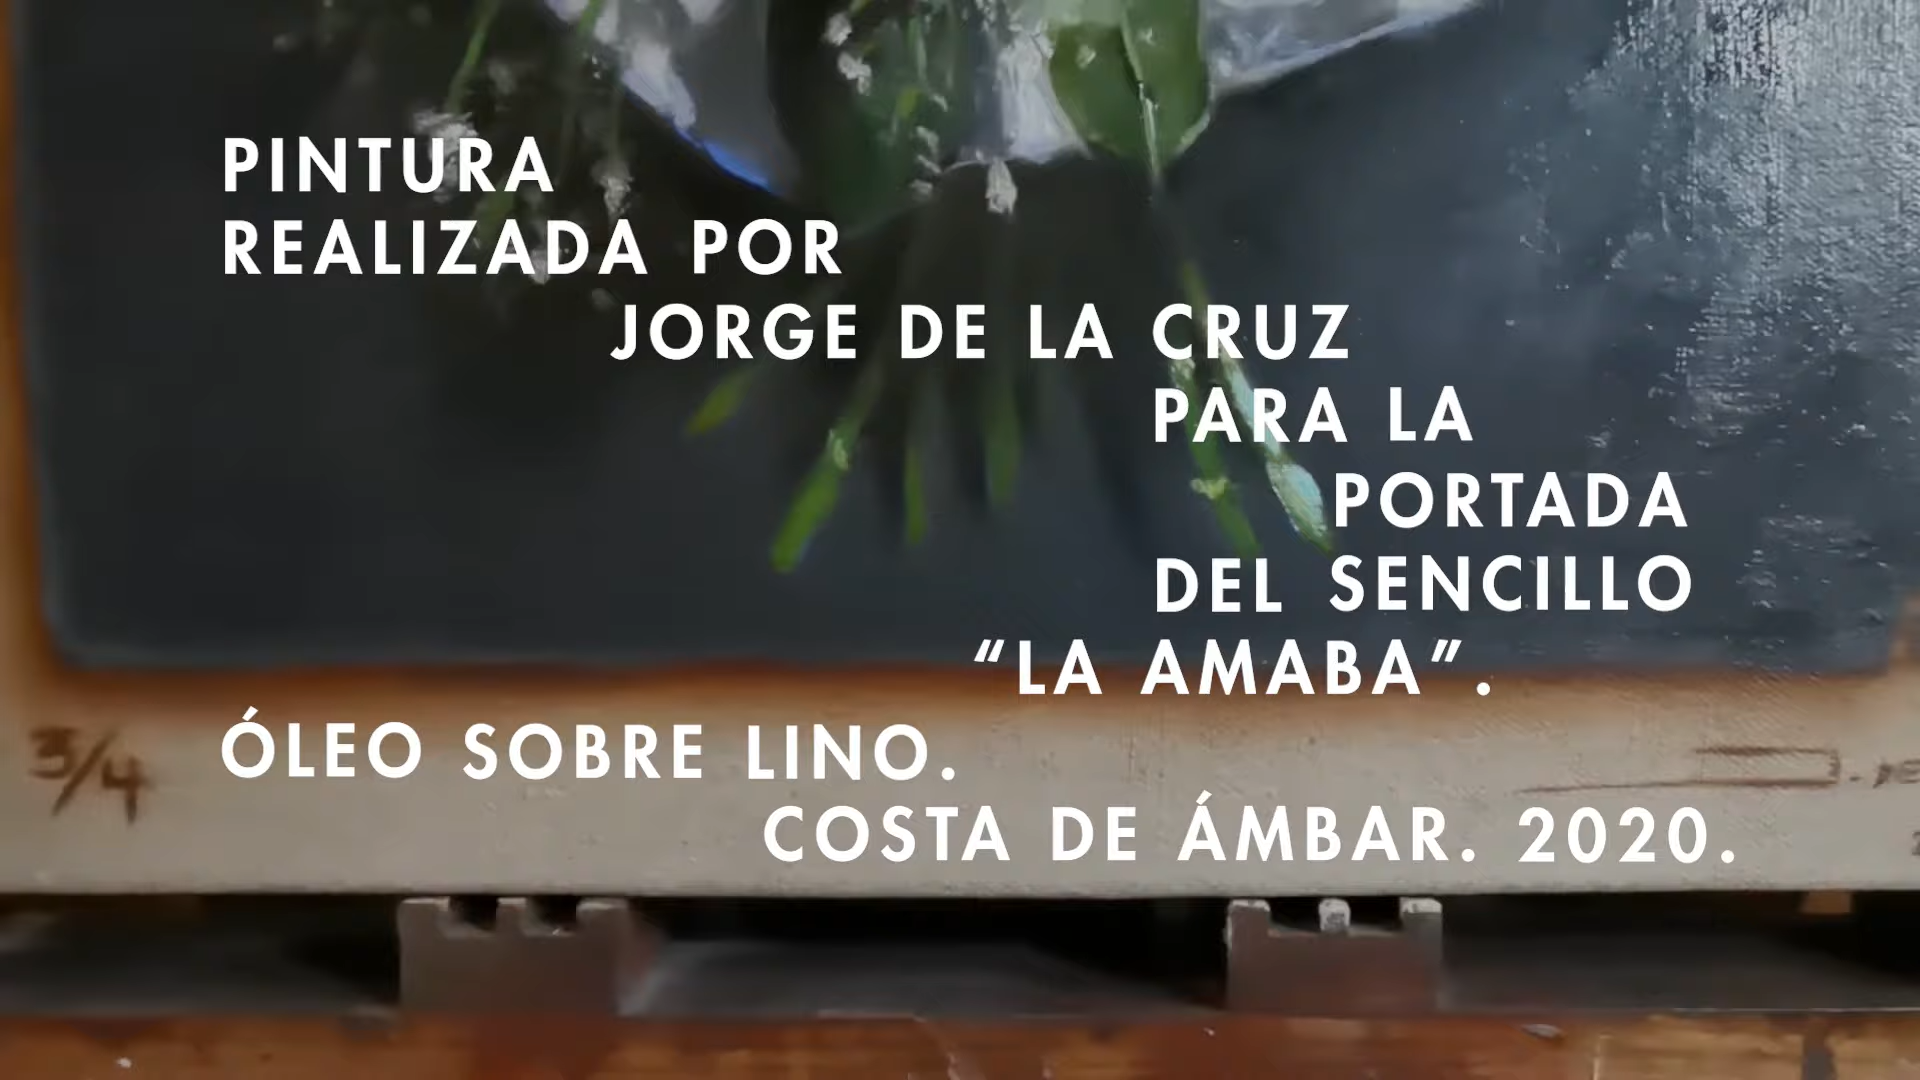 PINTURA
REALIZADA POR
JORGE DE LA CRUZ
PARA LA
PORTADA
DEL SENCILLO
“LA AMABA”.
ÓLEO SOBRE LINO.
COSTA DE ÁMBAR. 2020.
3/4